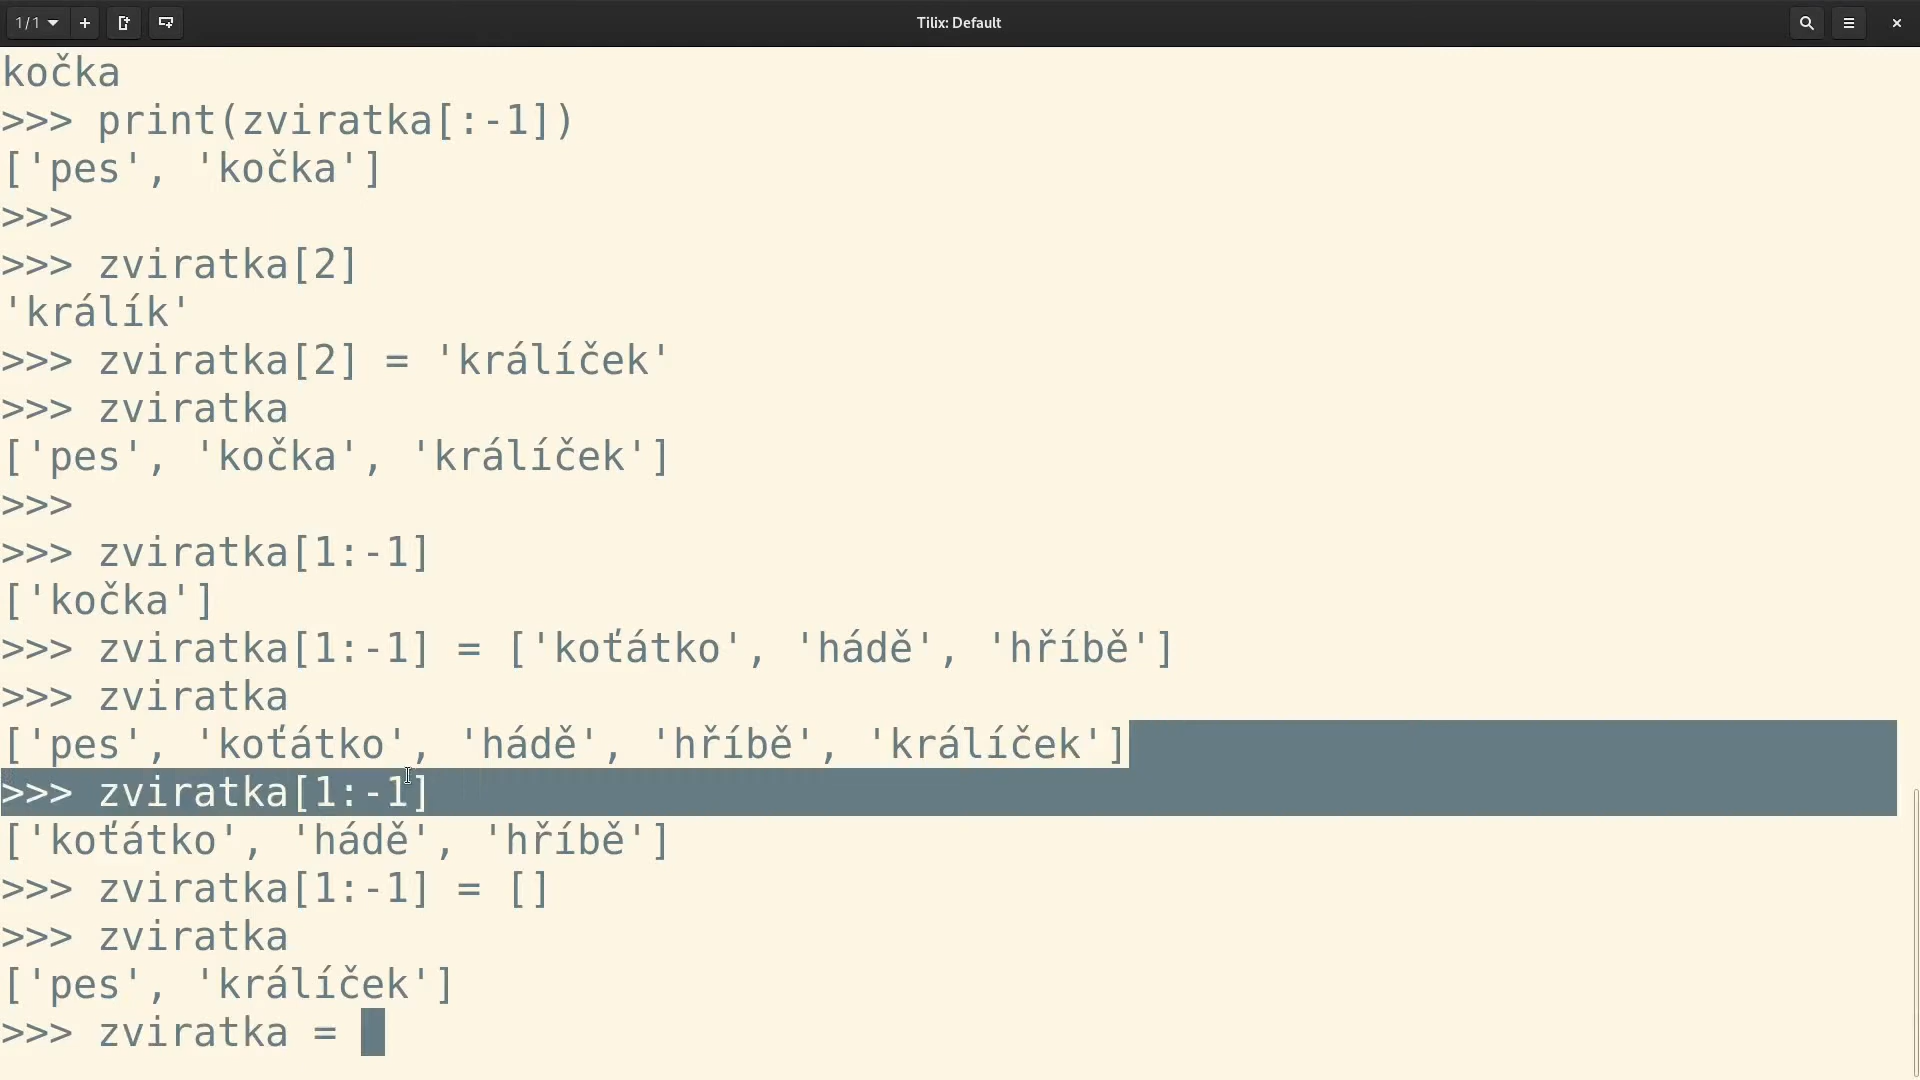 1/1
Tilix: Default
kočka
>>> print(zviratka[:-1])
['pes', 'kočka']
>>>
>>> zviratka[2]
'králík'
>>> zviratka[2] = 'králíček'
>>> zviratka
['pes', 'kočka', 'králíček']
>>>
>>> zviratka[1:-1]
['kočka']
>>> zviratka[1:-1] = ['koťátko', 'hádě', 'hříbě']
>>> zviratka
['pes', 'koťátko', 'hádě', 'hříbě', 'králíček']
>>> zviratka[1:-1]
['koťátko', 'hádě', 'hříbě']
>>> zviratka[1:-1] = []
>>> zviratka
['pes', 'králíček']
>>> zviratka =